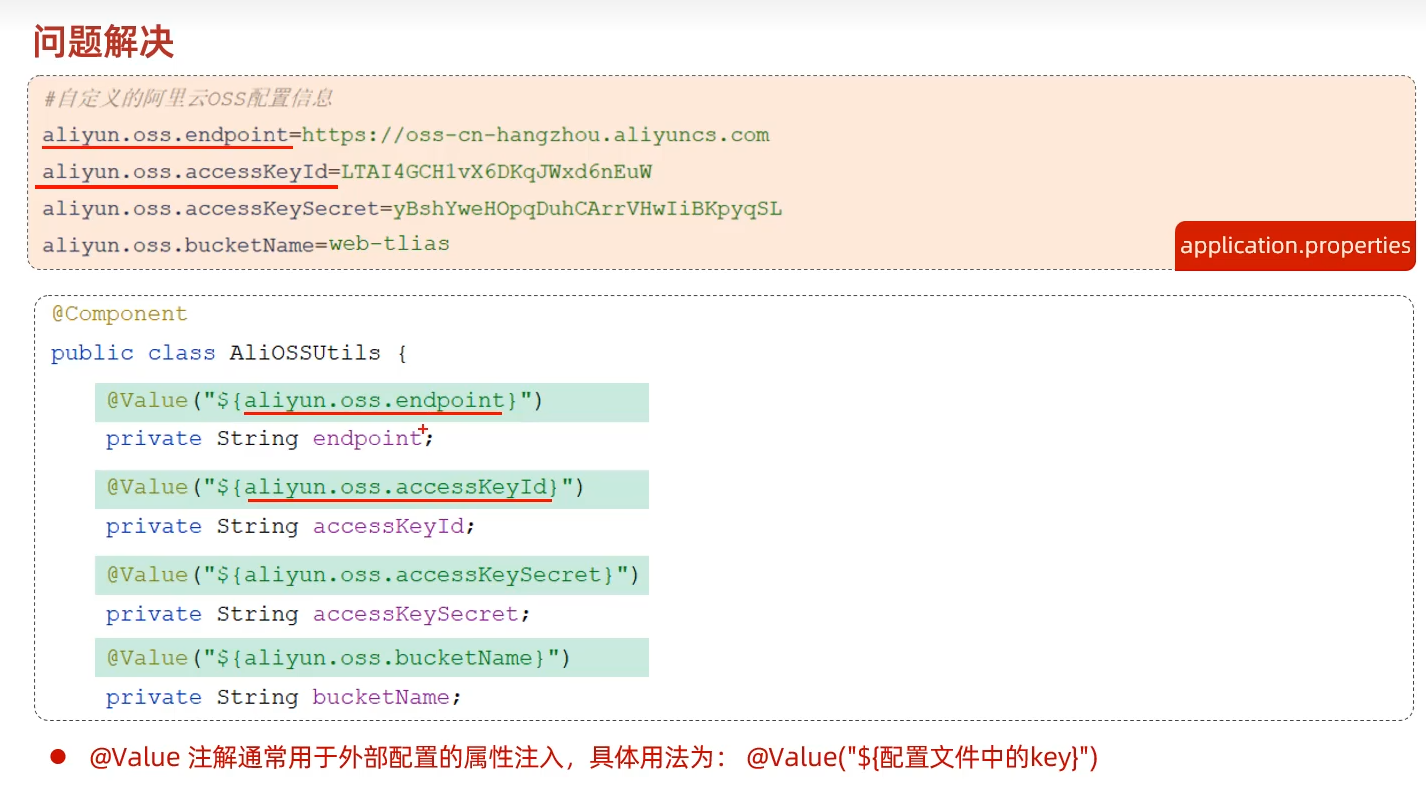 问题解决
#自定义的阿里云OSS配置信息
aliyun.oss.endpoint=https://oss-cn-hangzhou.aliyuncs.com
aliyun.oss.accessKeyId=LTAI4GCH1vX6DKqJWxd6nEuW
aliyun.oss.accessKeySecret=yBshYweHOpqDuhCArrVHwIiBKpyqSL
aliyun.oss.bucketName=web-tlias
application.properties
@Component
public class AliOSSUtils {
@Value("${aliyun.oss.endpoint}")
private String endpoint;
@Value("${aliyun.oss.accessKeyId}")
private String accessKeyId;
@Value("${aliyun.oss.accessKeySecret}")
private String accessKeySecret;
@Value("${aliyun.oss.bucketName}")
private String bucketName;
● @Value 注解通常用于外部配置的属性注入，具体用法为： @Value("${配置文件中的key}")